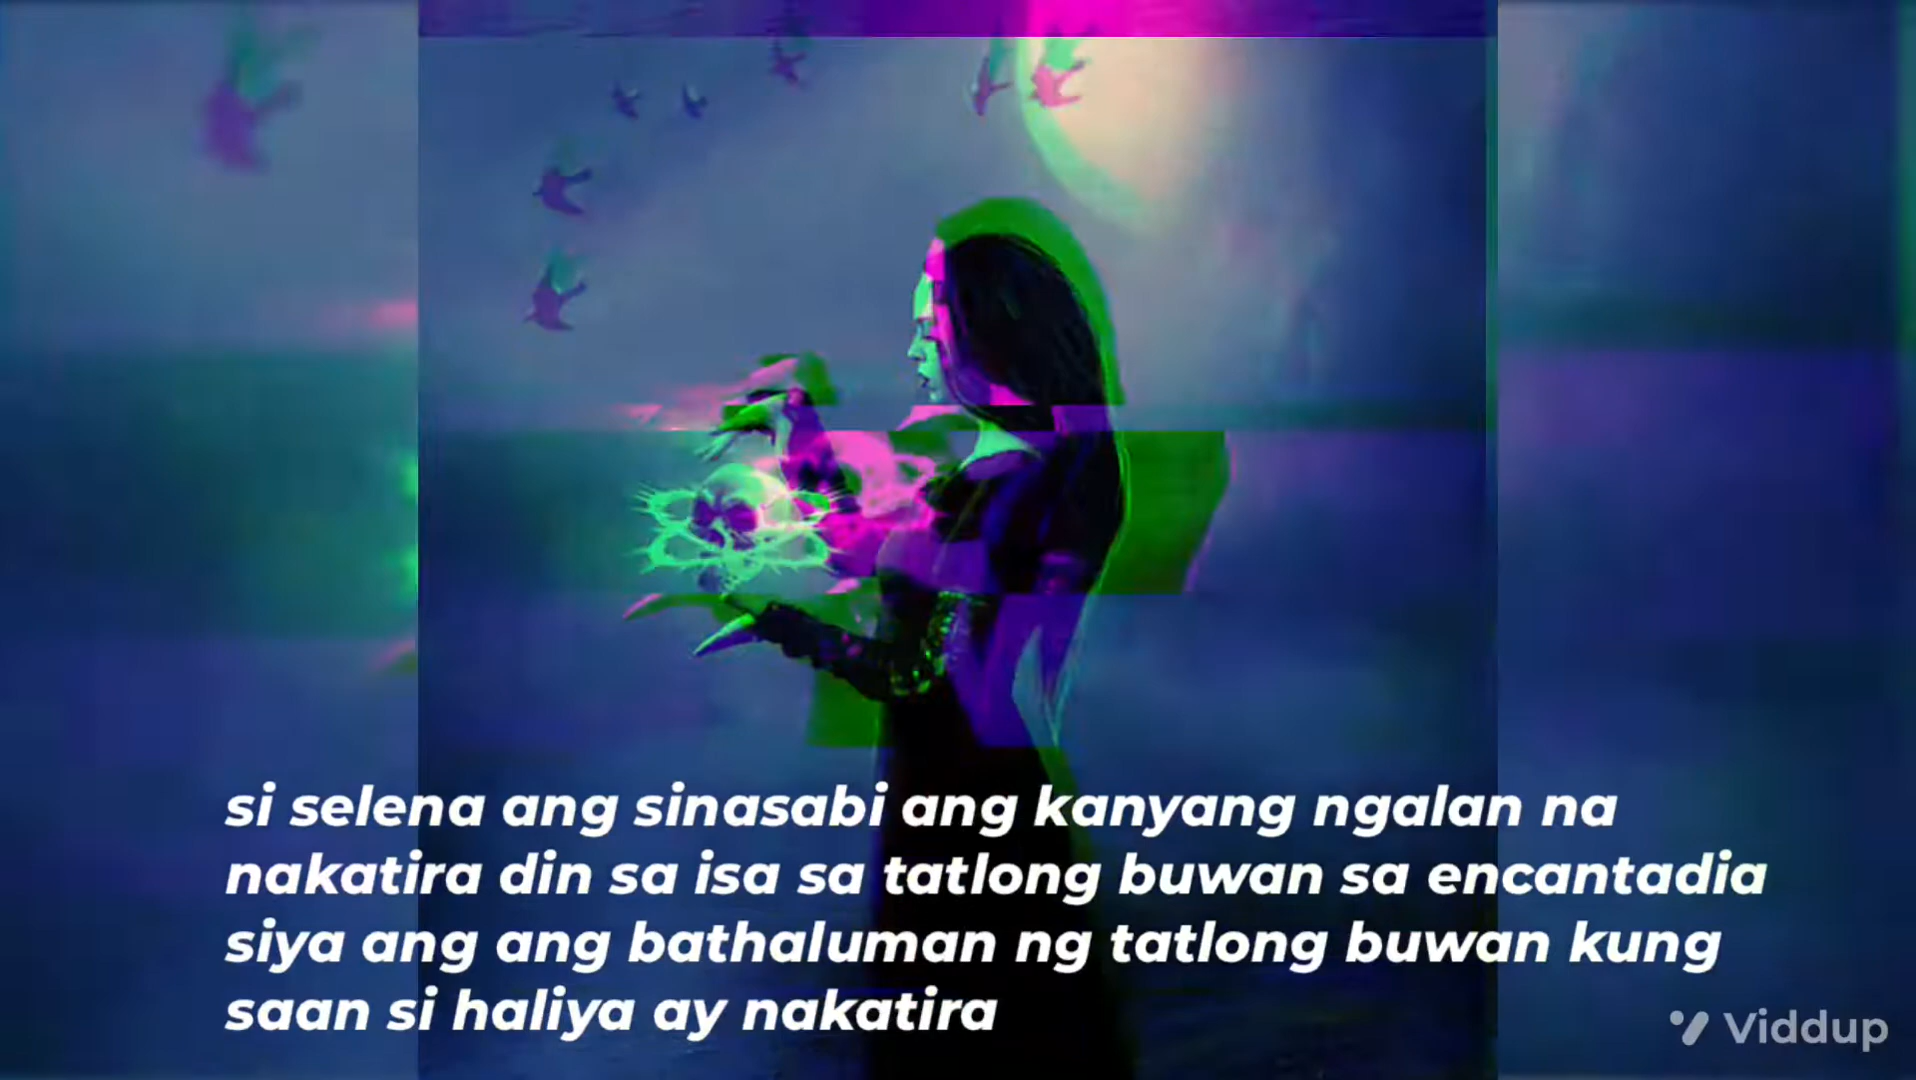 si selena ang sinasabi ang kanyang ngalan na
nakatira din sa isa sa tatlong buwan sa encantadia
siya ang ang bathaluman ng tatlong buwan kung
saan si haliya ay nakatira
Viddup